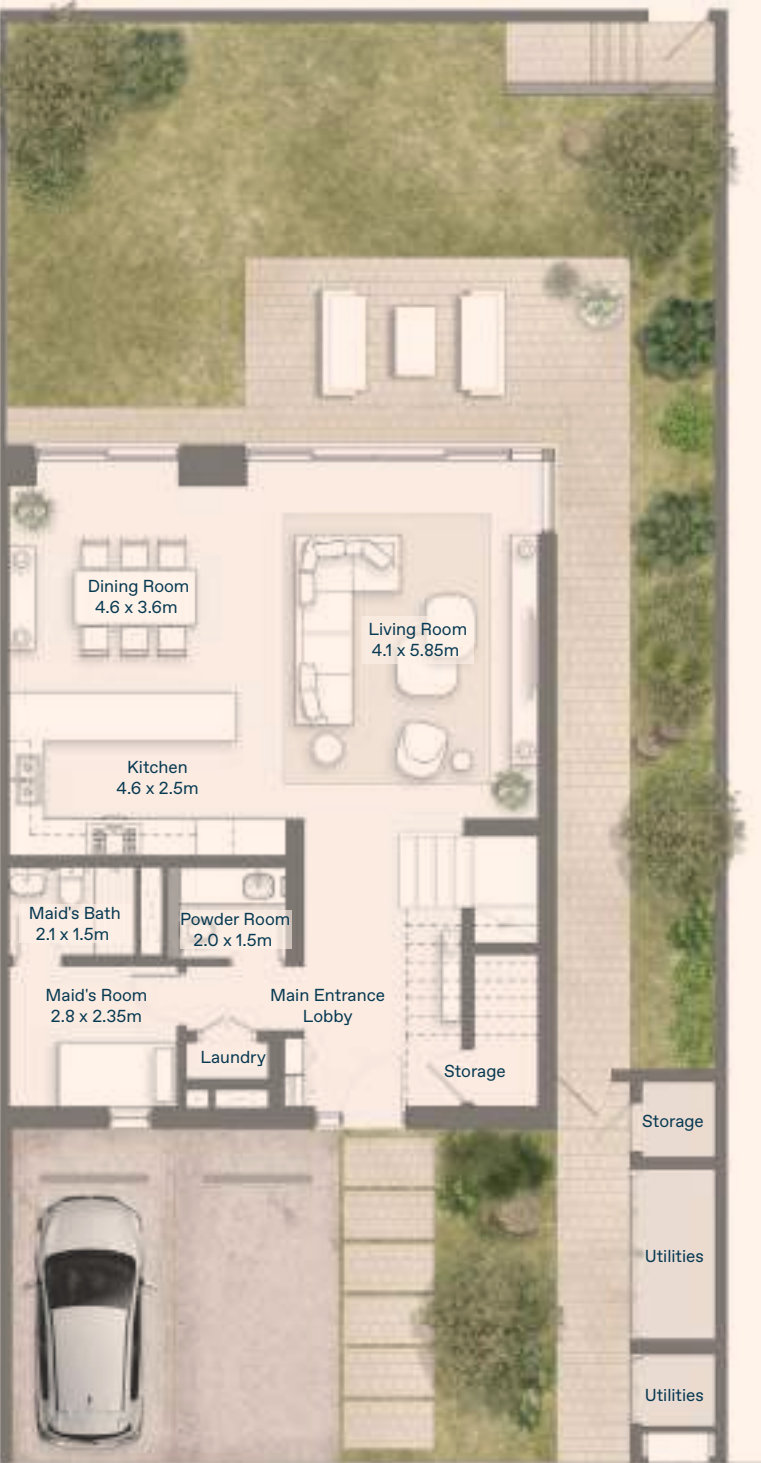 Dining Room
4.6 x 3.6m
Living Room
4.1 x 5.85m
Kitchen
4.6 x 2.5m
Maid's Bath
2.1 x 1.5m
Powder Room
2.0 x 1.5m
Maid's Room
2.8 x 2.35m
Main Entrance
Lobby
Laundry
Storage
Storage
Utilities
Utilities